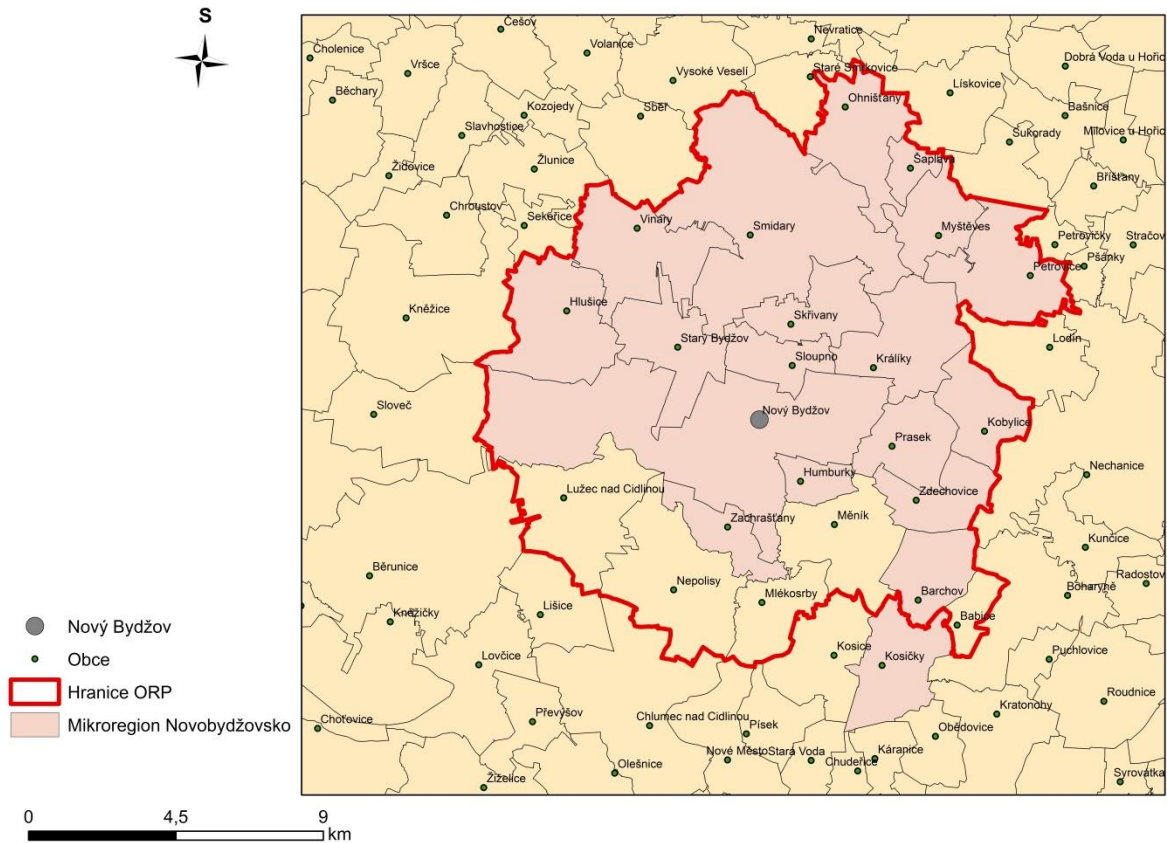 S
Češov
Nevratice
Cholenice
Volanice
Dobrá Voda u Hořic
Vršce
Vysoké Veselí
Staré Smrkovice
Lískovice
Běchary
Ohnišťany
Kozojedy
Sběř
Bašnice
Slavhostice
Sukorady
Milovice u Hořic
Židovice
Žlunice
Šaplava
Bříšťany
Chroustov
Sekeřice
Vinary
Smidary
Myštěves
Petrovičky
Stračov
Pšánky
Petrovice
Kněžice
Hlušice
Skřivany
Starý Bydžov
Sloupno
Králíky
Lodín
Sloveč
Nový Bydžov
Kobylice
Prasek
Nechanice
Lužec nad Cidlinou
Humburky
Zdechovice
Zachrašťany
Měník
Kunčice
Běrunice
Nepolisy
Radostov
Mlékosrby
Barchov
Boharyně
Kněžičky
Lišice
Babice
Lovčice
Kosice
Kosičky
Puchlovice
Roudnice
Choťovice
Převýšov
Chlumec nad Cidlinou
Písek
Kratonohy
Obědovice
Nové Město
Stará Voda
Káranice
Olešnice
Chudeřice
Žiželice
Syrovátka
Nový Bydžov
Obce
Hranice ORP
Mikroregion Novobydžovsko
0 4,5 9
km